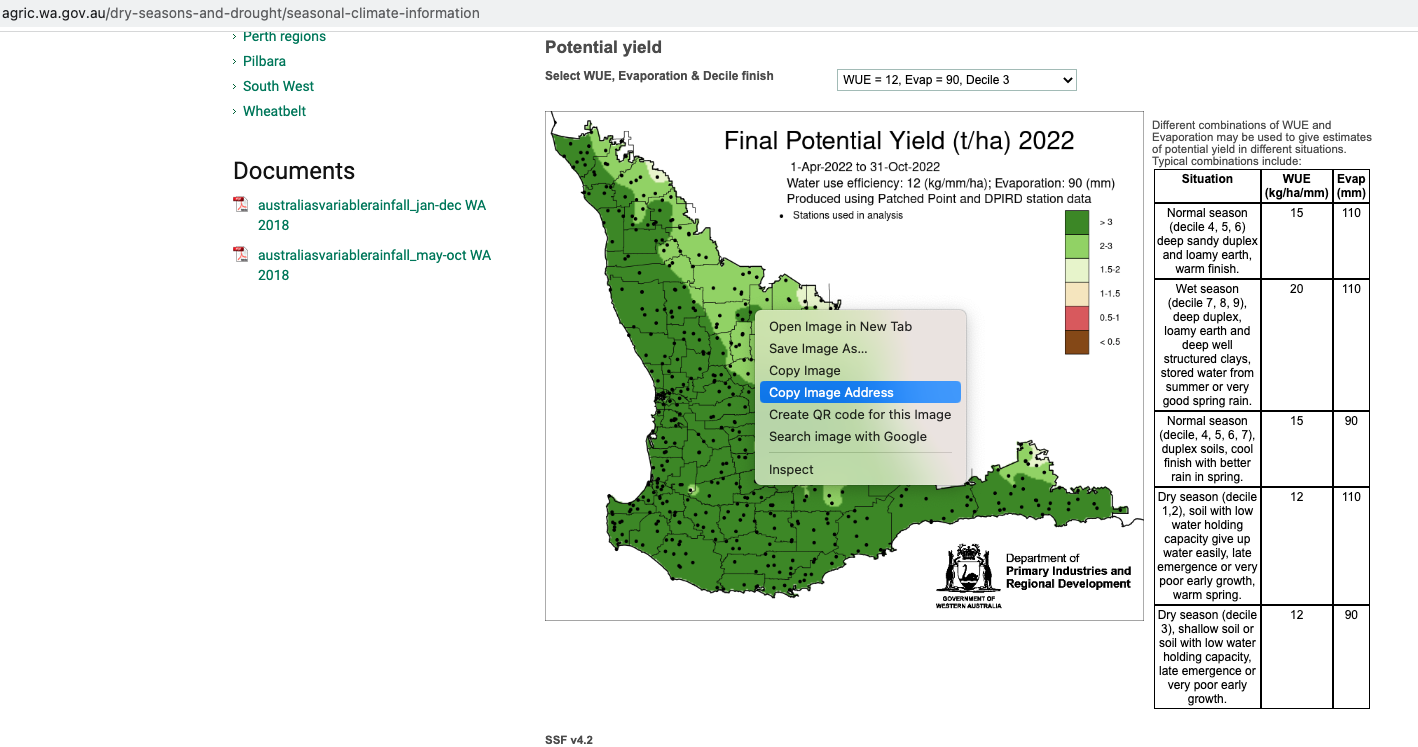 agric.wa.gov.au/dry-seasons-and-drought/seasonal-climate-information
Perth regions
Pilbara
South West
Wheatbelt
Documents
australiasvariablerainfall_jan-dec WA
2018
australiasvariablerainfall_may-oct WA
2018
Potential yield
Select WUE, Evaporation & Decile finish
WUE = 12, Evap = 90, Decile 3
Final Potential Yield (t/ha) 2022
1-Apr-2022 to 31-Oct-2022
Water use efficiency: 12 (kg/mm/ha); Evaporation: 90 (mm)
Produced using Patched Point and DPIRD station data
• Stations used in analysis
> 3
2-3
1.5-2
1-1.5
0.5-1
< 0.5
Open Image in New Tab
Save Image As...
Copy Image
Copy Image Address
Create QR code for this Image
Search image with Google
Inspect
GOVERNMENT OF
WESTERN AUSTRALIA
Department of
Primary Industries and
Regional Development
Different combinations of WUE and
Evaporation may be used to give estimates
of potential yield in different situations.
Typical combinations include:
Situation WUE Evap
(kg/ha/mm) (mm)
Normal season 15 110
(decile 4, 5, 6)
deep sandy duplex
and loamy earth,
warm finish.
Wet season 20 110
(decile 7, 8, 9),
deep duplex,
loamy earth and
deep well
structured clays,
stored water from
summer or very
good spring rain.
Normal season 15 90
(decile, 4, 5, 6, 7),
duplex soils, cool
finish with better
rain in spring.
Dry season (decile 12 110
1,2), soil with low
water holding
capacity give up
water easily, late
emergence or very
poor early growth,
warm spring.
Dry season (decile 12 90
3), shallow soil or
soil with low water
holding capacity,
late emergence or
very poor early
growth.
SSF v4.2